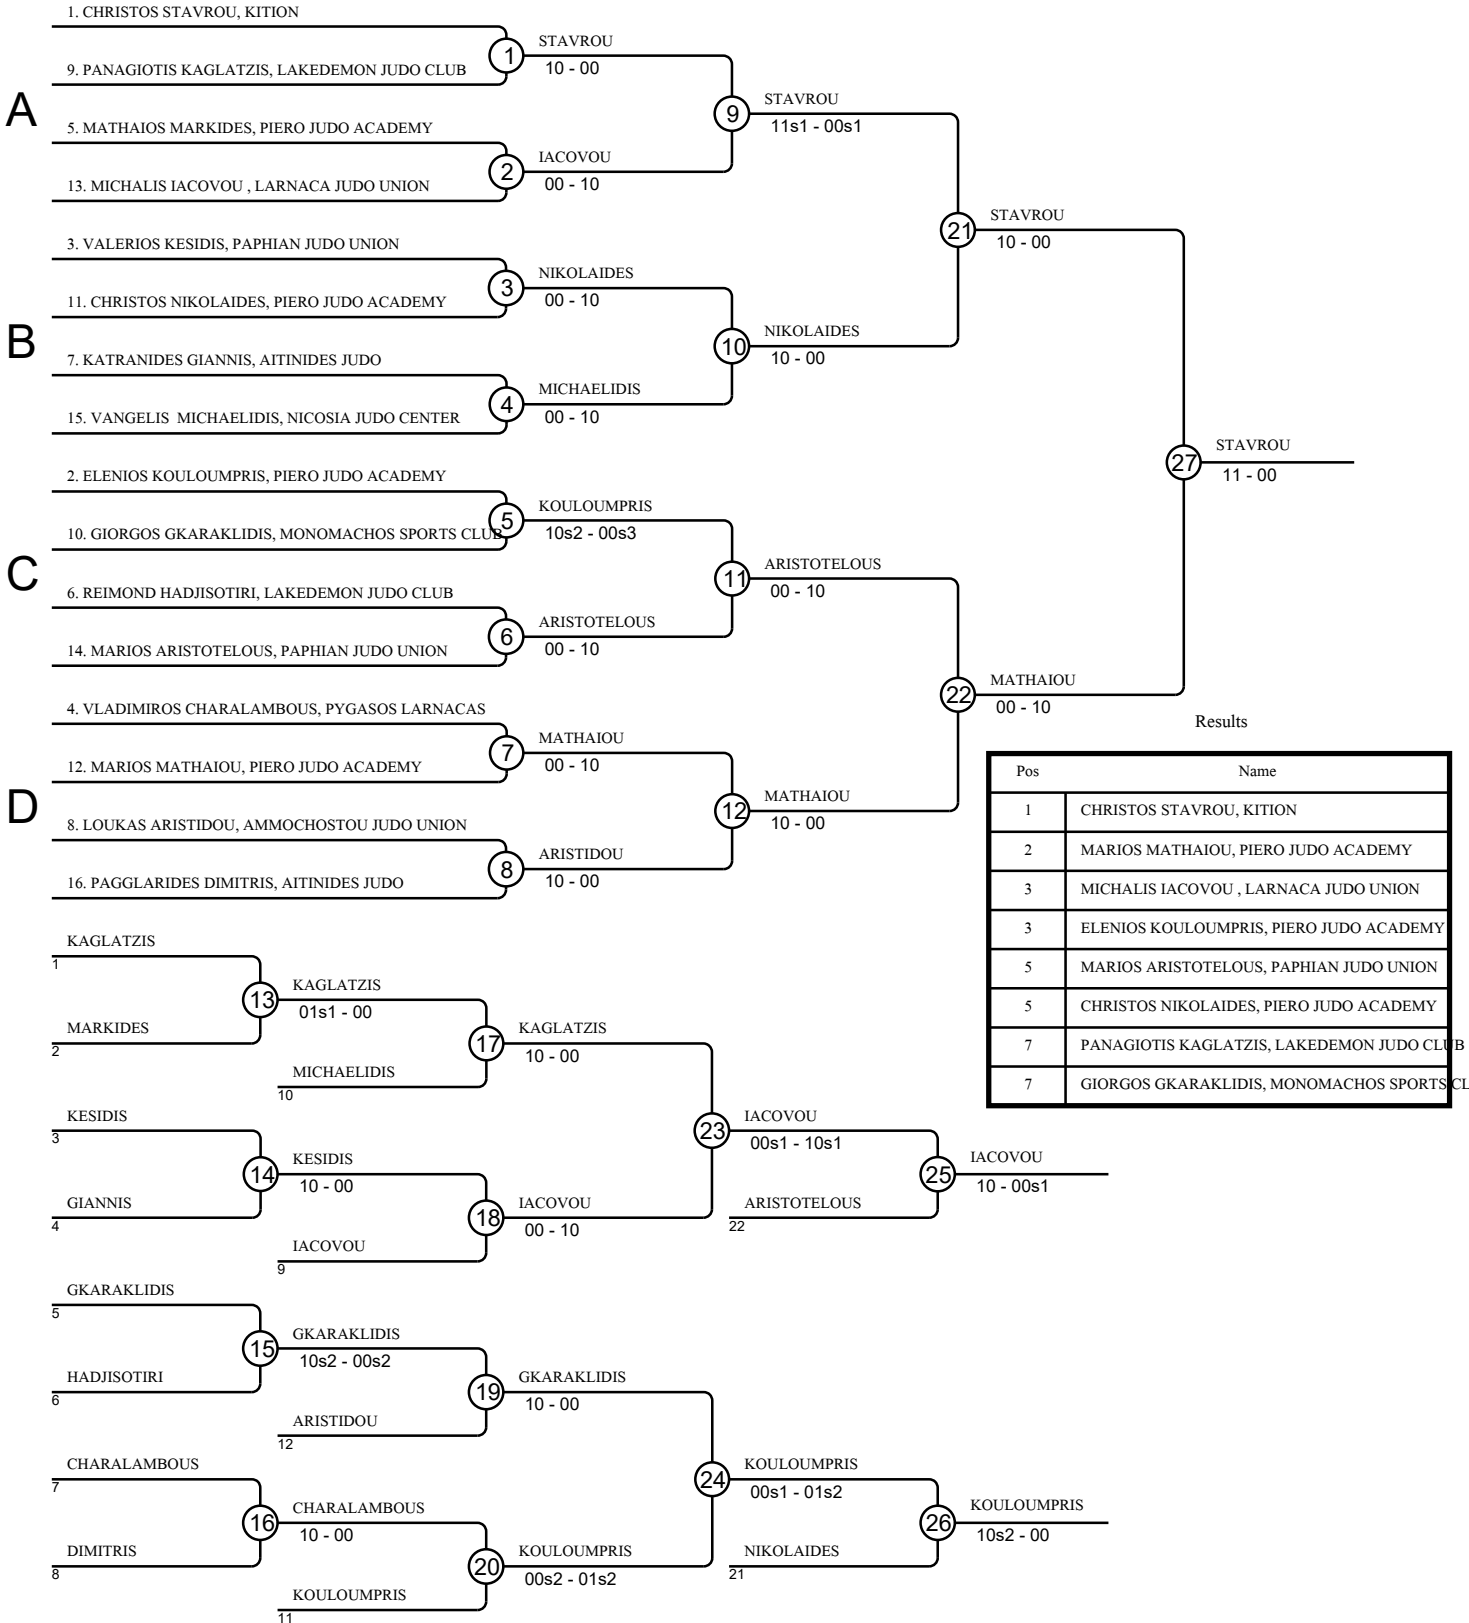 1. CHRISTOS STAVROU, KITION
1
STAVROU
10 - 00
9. PANAGIOTIS KAGLATZIS, LAKEDEMON JUDO CLUB
A
9
STAVROU
11s1 - 00s1
5. MATHAIOS MARKIDES, PIERO JUDO ACADEMY
2
IACOVOU
00 - 10
13. MICHALIS IACOVOU , LARNACA JUDO UNION
21
STAVROU
10 - 00
3. VALERIOS KESIDIS, PAPHIAN JUDO UNION
3
NIKOLAIDES
00 - 10
11. CHRISTOS NIKOLAIDES, PIERO JUDO ACADEMY
B
10
NIKOLAIDES
10 - 00
7. KATRANIDES GIANNIS, AITINIDES JUDO
4
MICHAELIDIS
00 - 10
15. VANGELIS  MICHAELIDIS, NICOSIA JUDO CENTER
27
STAVROU
11 - 00
2. ELENIOS KOULOUMPRIS, PIERO JUDO ACADEMY
5
KOULOUMPRIS
10s2 - 00s3
10. GIORGOS GKARAKLIDIS, MONOMACHOS SPORTS CLUB
C
11
ARISTOTELOUS
00 - 10
6. REIMOND HADJISOTIRI, LAKEDEMON JUDO CLUB
6
ARISTOTELOUS
00 - 10
14. MARIOS ARISTOTELOUS, PAPHIAN JUDO UNION
22
MATHAIOU
00 - 10
4. VLADIMIROS CHARALAMBOUS, PYGASOS LARNACAS
7
MATHAIOU
00 - 10
12. MARIOS MATHAIOU, PIERO JUDO ACADEMY
D
12
MATHAIOU
10 - 00
8. LOUKAS ARISTIDOU, AMMOCHOSTOU JUDO UNION
8
ARISTIDOU
10 - 00
16. PAGGLARIDES DIMITRIS, AITINIDES JUDO
Results
Pos Name
1 CHRISTOS STAVROU, KITION
2 MARIOS MATHAIOU, PIERO JUDO ACADEMY
3 MICHALIS IACOVOU , LARNACA JUDO UNION
3 ELENIOS KOULOUMPRIS, PIERO JUDO ACADEMY
5 MARIOS ARISTOTELOUS, PAPHIAN JUDO UNION
5 CHRISTOS NIKOLAIDES, PIERO JUDO ACADEMY
7 PANAGIOTIS KAGLATZIS, LAKEDEMON JUDO CLUB
7 GIORGOS GKARAKLIDIS, MONOMACHOS SPORTS CL
KAGLATZIS
1
13
KAGLATZIS
01s1 - 00
MARKIDES
2
17
KAGLATZIS
10 - 00
MICHAELIDIS
10
KESIDIS
3
23
IACOVOU
00s1 - 10s1
14
KESIDIS
10 - 00
25
IACOVOU
10 - 00s1
GIANNIS
4
18
IACOVOU
00 - 10
ARISTOTELOUS
22
IACOVOU
9
GKARAKLIDIS
5
15
GKARAKLIDIS
10s2 - 00s2
HADJISOTIRI
6
19
GKARAKLIDIS
10 - 00
ARISTIDOU
12
CHARALAMBOUS
7
24
KOULOUMPRIS
00s1 - 01s2
16
CHARALAMBOUS
10 - 00
26
KOULOUMPRIS
10s2 - 00
DIMITRIS
8
20
KOULOUMPRIS
00s2 - 01s2
NIKOLAIDES
21
KOULOUMPRIS
11